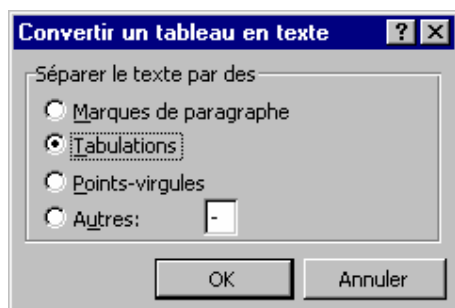 Convertir un tableau en texte
Séparer le texte par des
Marques de paragraphe
Tabulations
Points-virgules
Autres: -
OK Annuler